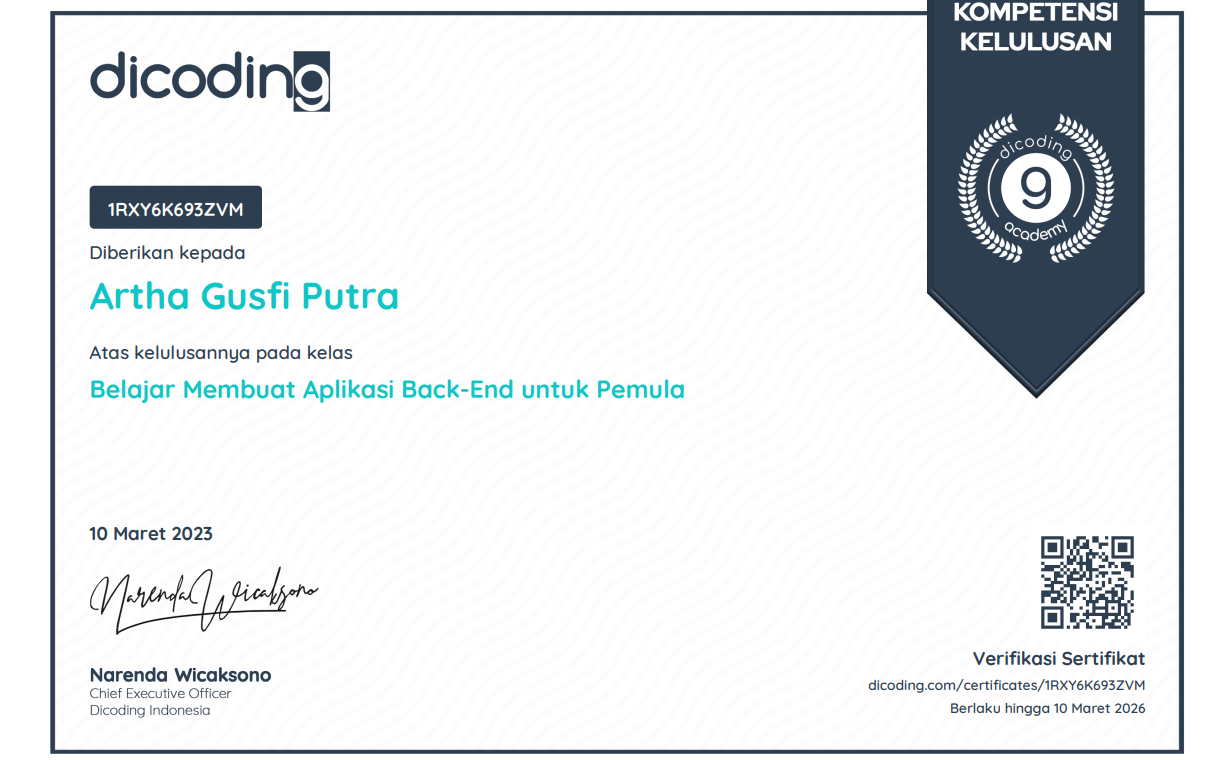 KOMPETENSI
KELULUSAN
dicoding
dicoding
9
academy
1RXY6K693ZVM
Diberikan kepada
Artha Gusfi Putra
Atas kelulusannya pada kelas
Belajar Membuat Aplikasi Back-End untuk Pemula
10 Maret 2023
Narenda Wicaksono
Narenda Wicaksono
Chief Executive Officer
Dicoding Indonesia
Verifikasi Sertifikat
dicoding.com/certificates/1RXY6K693ZVM
Berlaku hingga 10 Maret 2026